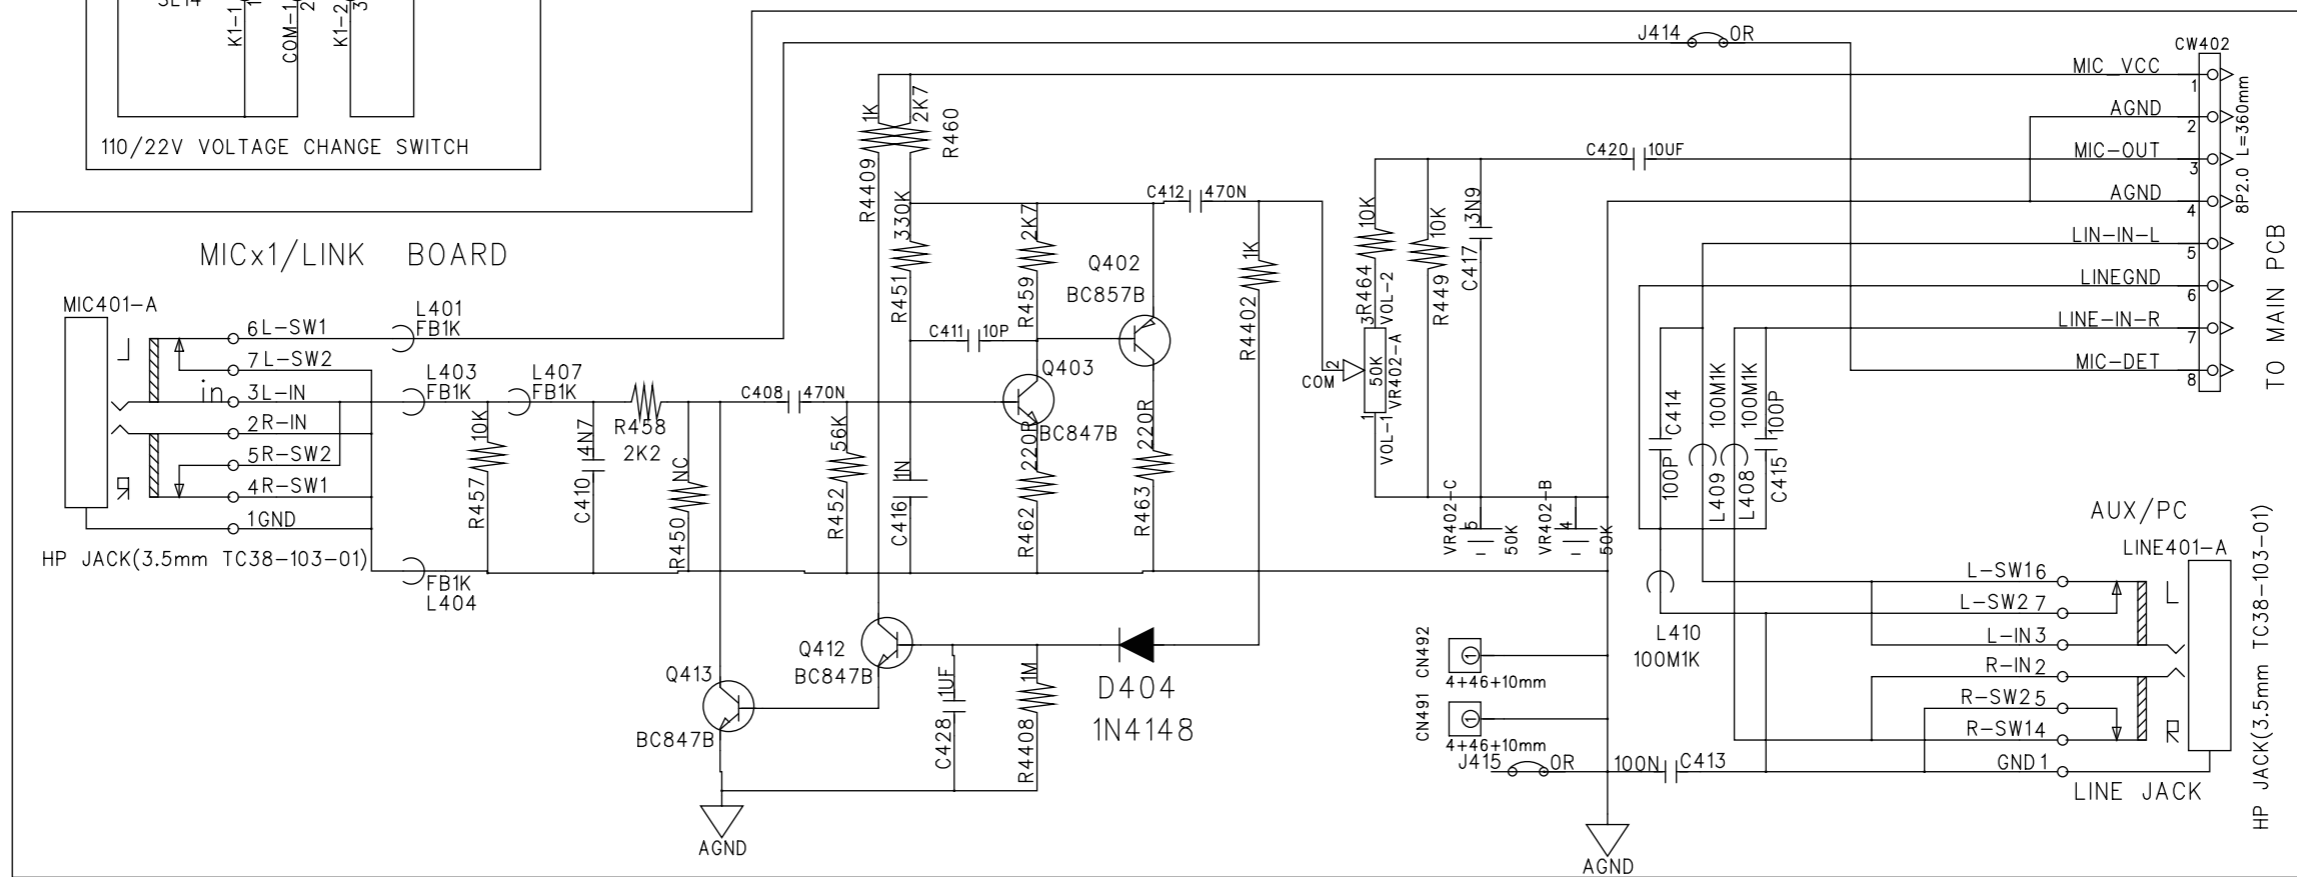 K1-1
COM-1
2
K1-2
3
110/22V VOLTAGE CHANGE SWITCH
MICx1/LINK BOARD
MIC401-A
L
R
in
6 L-SW1
7 L-SW2
3 L-IN
2 R-IN
5 R-SW2
4 R-SW1
1 GND
HP JACK(3.5mm TC38-103-01)
L401
FB1K
L403
FB1K
L407
FB1K
FB1K
L404
10K
R457
4N7
C410
R458
2K2
NC
R450
C408 470N
56K
R452
1N
C416
1K
R4409
2K7
R460
330K
R451
2K7
R459
C411 10P
Q403
BC847B
220R
R462
Q402
BC857B
220R
R463
C412 470N
1K
R4402
Q412
BC847B
Q413
BC847B
1UF
C428
1M
R4408
D404
1N4148
AGND
COM 2
10K
R464
3
VOL-2
50K
VR402-A
1
VOL-1
10K
R449
3N9
C417
C420 10UF
VR402-C
5
50K
VR402-B
4
50K
CN492
1
4+46+10mm
CN491
1
4+46+10mm
J415 0R
100N C413
AGND
J414 0R
CW402
MIC_VCC 1
AGND 2
MIC-OUT 3
AGND 4
LIN-IN-L 5
LINEGND 6
LINE-IN-R 7
MIC-DET 8
8P2.0 L=360mm
TO MAIN PCB
C414
100P
100M1K
L409
100M1K
L408
100P
C415
L410
100M1K
AUX/PC
LINE401-A
L-SW1 6
L-SW2 7
L-IN 3
R-IN 2
R-SW2 5
R-SW1 4
GND 1
L
R
LINE JACK
HP JACK(3.5mm TC38-103-01)